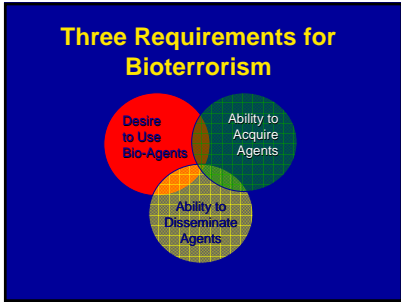 Three Requirements for
Bioterrorism
Desire
to Use
Bio-Agents
Ability to
Acquire
Agents
Ability to
Disseminate
Agents